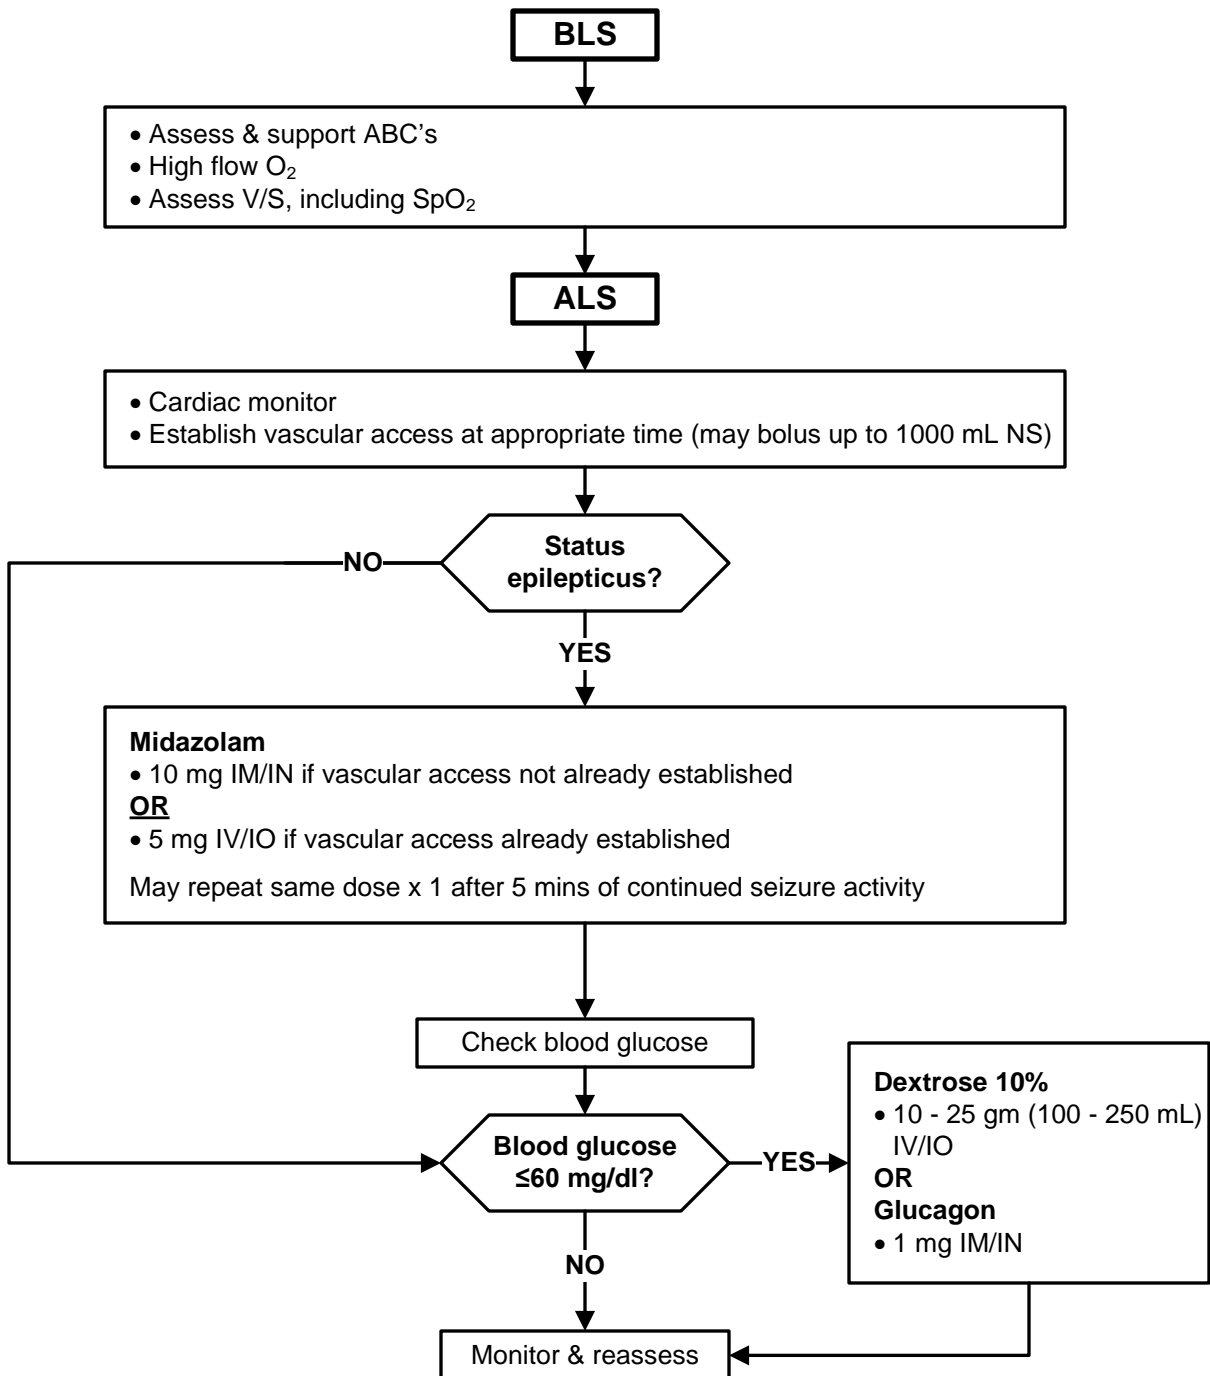 BLS
• Assess & support ABC’s
• High flow O₂
• Assess V/S, including SpO₂
ALS
• Cardiac monitor
• Establish vascular access at appropriate time (may bolus up to 1000 mL NS)
Status
epilepticus?
NO
YES
Midazolam
• 10 mg IM/IN if vascular access not already established
OR
• 5 mg IV/IO if vascular access already established
May repeat same dose x 1 after 5 mins of continued seizure activity
Check blood glucose
Blood glucose
≤60 mg/dl?
YES
Dextrose 10%
• 10 - 25 gm (100 - 250 mL)
IV/IO
OR
Glucagon
• 1 mg IM/IN
NO
Monitor & reassess